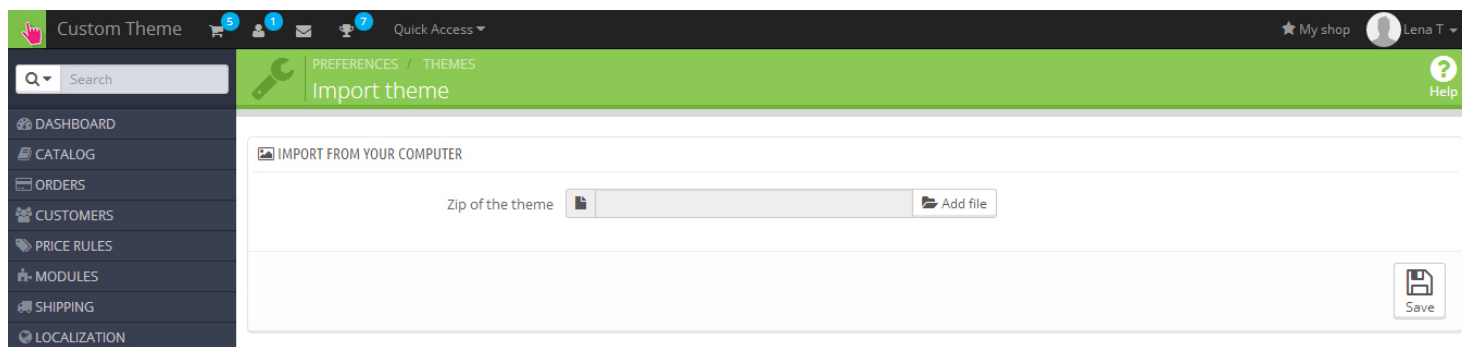 Custom Theme 5 1 7 Quick Access My shop Lena T
Search
PREFERENCES / THEMES
Import theme
Help
DASHBOARD
CATALOG
ORDERS
CUSTOMERS
PRICE RULES
MODULES
SHIPPING
LOCALIZATION
IMPORT FROM YOUR COMPUTER
Zip of the theme Add file
Save